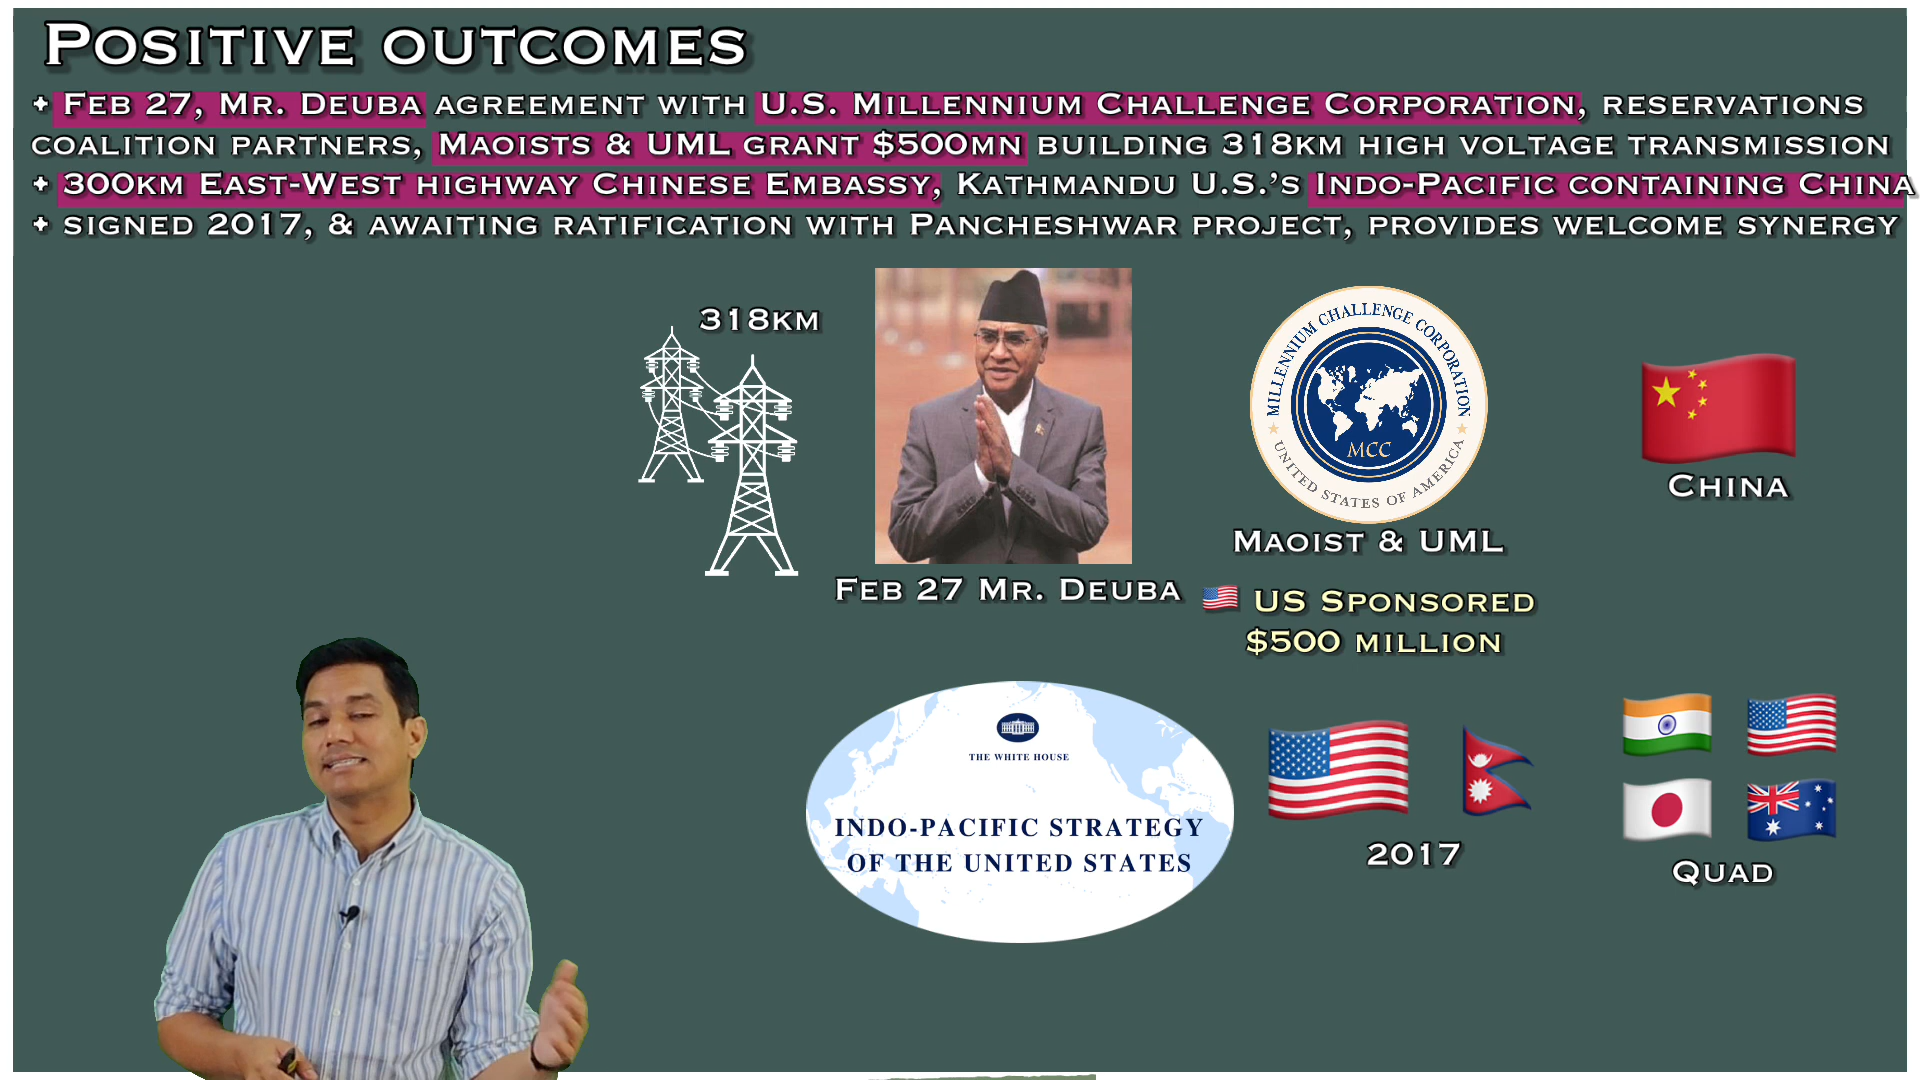 Positive outcomes
+ Feb 27, Mr. Deuba agreement with U.S. Millennium Challenge Corporation, reservations
coalition partners, Maoists & UML grant $500mn building 318km high voltage transmission
+ 300km East-West highway Chinese Embassy, Kathmandu U.S.'s Indo-Pacific containing China
+ signed 2017, & awaiting ratification with Pancheshwar project, provides welcome synergy
318km
MILLENNIUM CHALLENGE CORPORATION
MCC
UNITED STATES OF AMERICA
China
Maoist & UML
Feb 27 Mr. Deuba
US Sponsored
$500 million
THE WHITE HOUSE
INDO-PACIFIC STRATEGY
OF THE UNITED STATES
2017
Quad